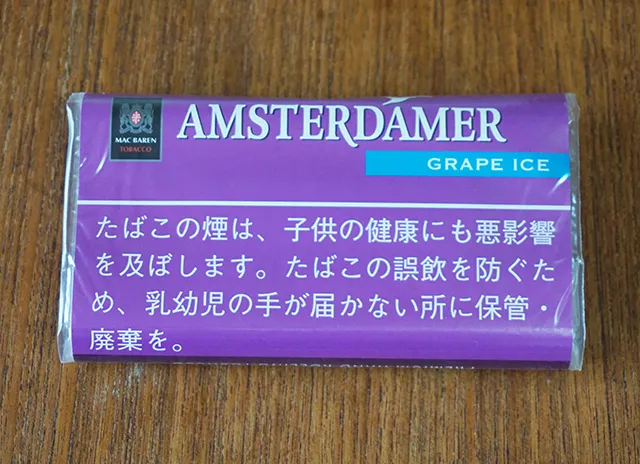 MAC BAREN
TOBACCO
AMSTERDAMER
GRAPE ICE
たばこの煙は、子供の健康にも悪影響
を及ぼします。たばこの誤飲を防ぐた
め、乳幼児の手が届かない所に保管・
廃棄を。